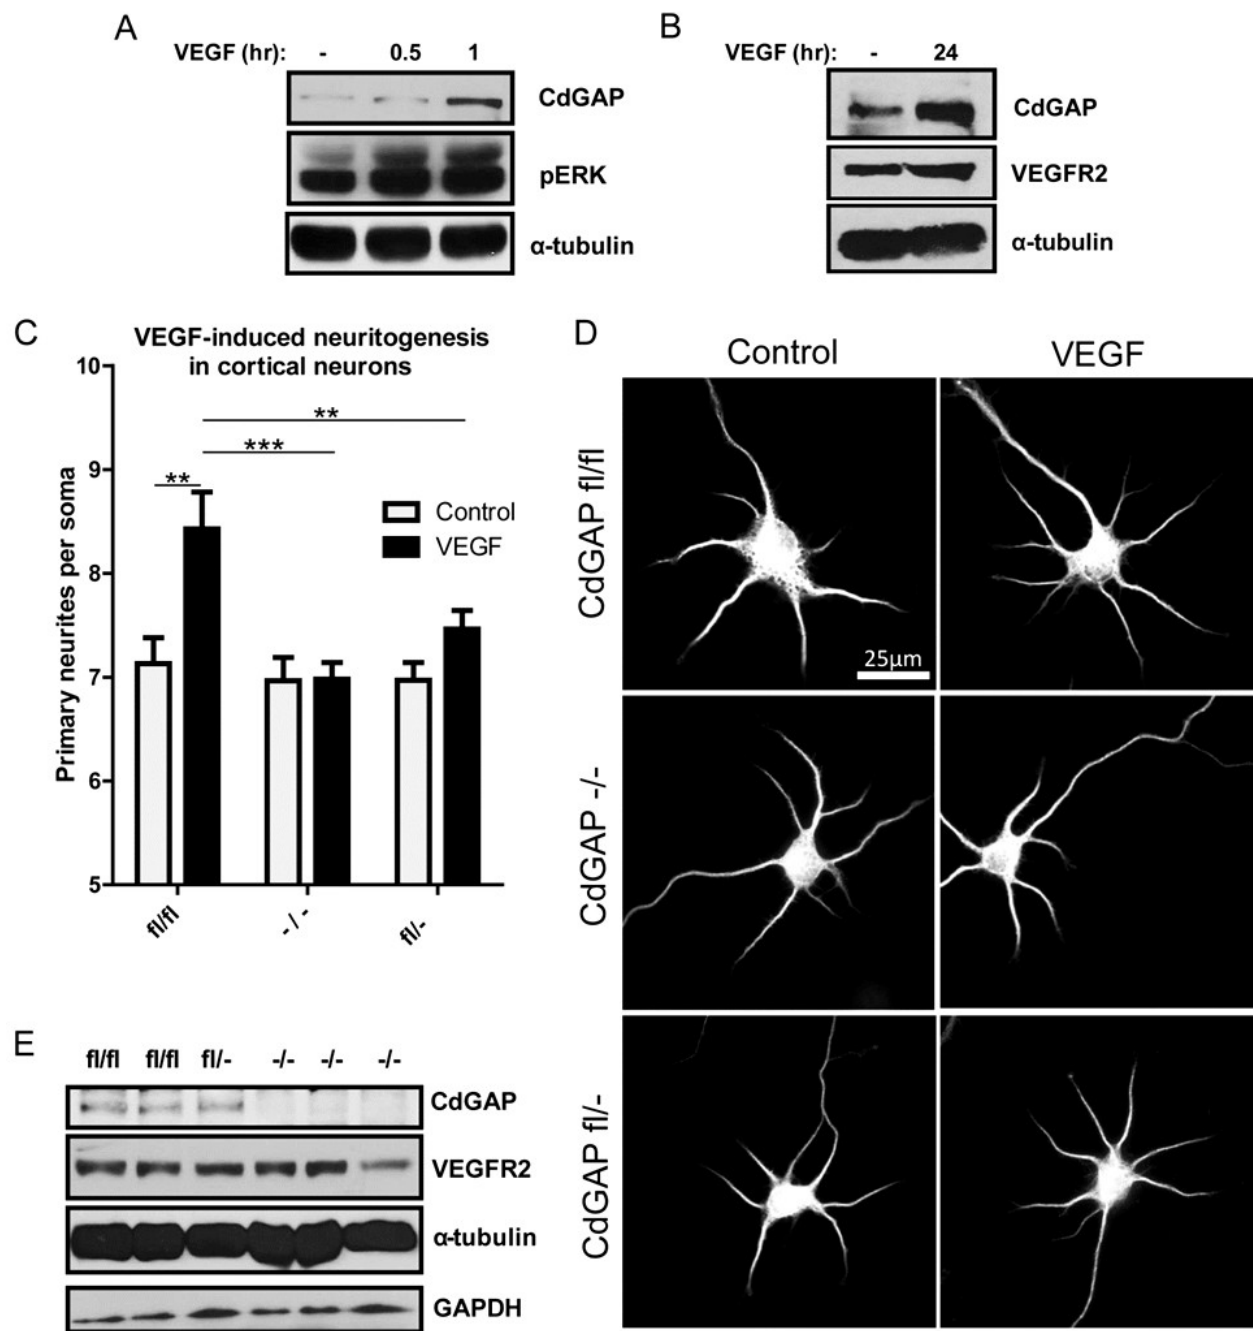 A
VEGF (hr): - 0.5 1
CdGAP
pERK
α-tubulin
B
VEGF (hr): - 24
CdGAP
VEGFR2
α-tubulin
C
VEGF-induced neuritogenesis
in cortical neurons
Primary neurites per soma
10
9
8
7
6
5
**
***
**
Control
VEGF
fl/fl
-/-
fl/-
D
Control VEGF
CdGAP fl/fl
25µm
CdGAP -/-
CdGAP fl/-
E
fl/fl fl/fl fl/- -/- -/- -/-
CdGAP
VEGFR2
α-tubulin
GAPDH